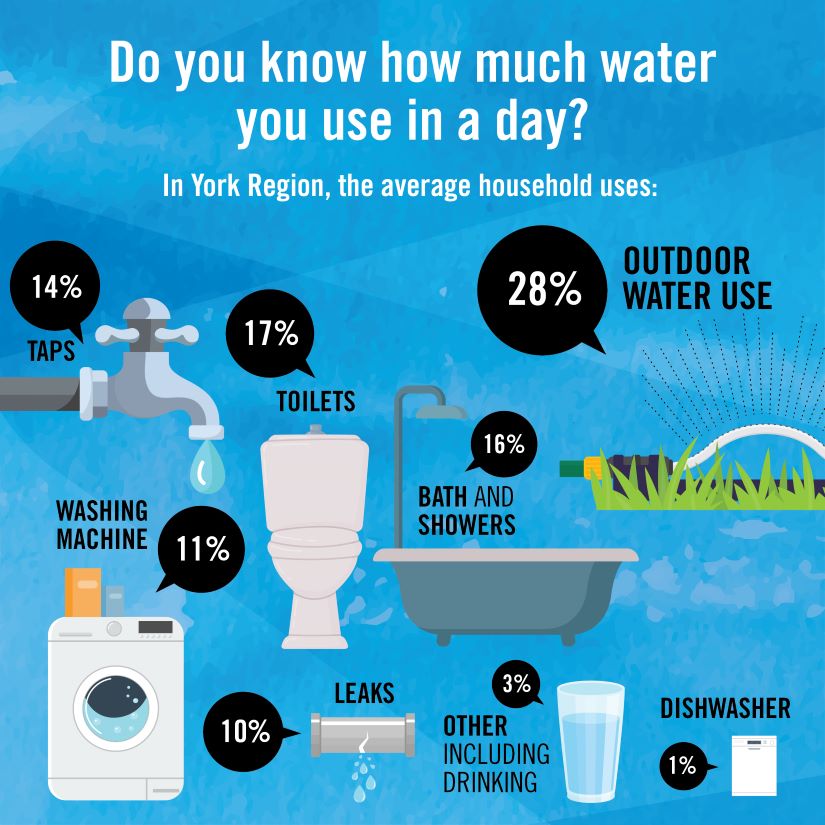 Do you know how much water
you use in a day?
In York Region, the average household uses:
14%
TAPS
17%
TOILETS
28%
OUTDOOR
WATER USE
16%
BATH AND
SHOWERS
WASHING
MACHINE
11%
10%
LEAKS
3%
OTHER
INCLUDING
DRINKING
DISHWASHER
1%